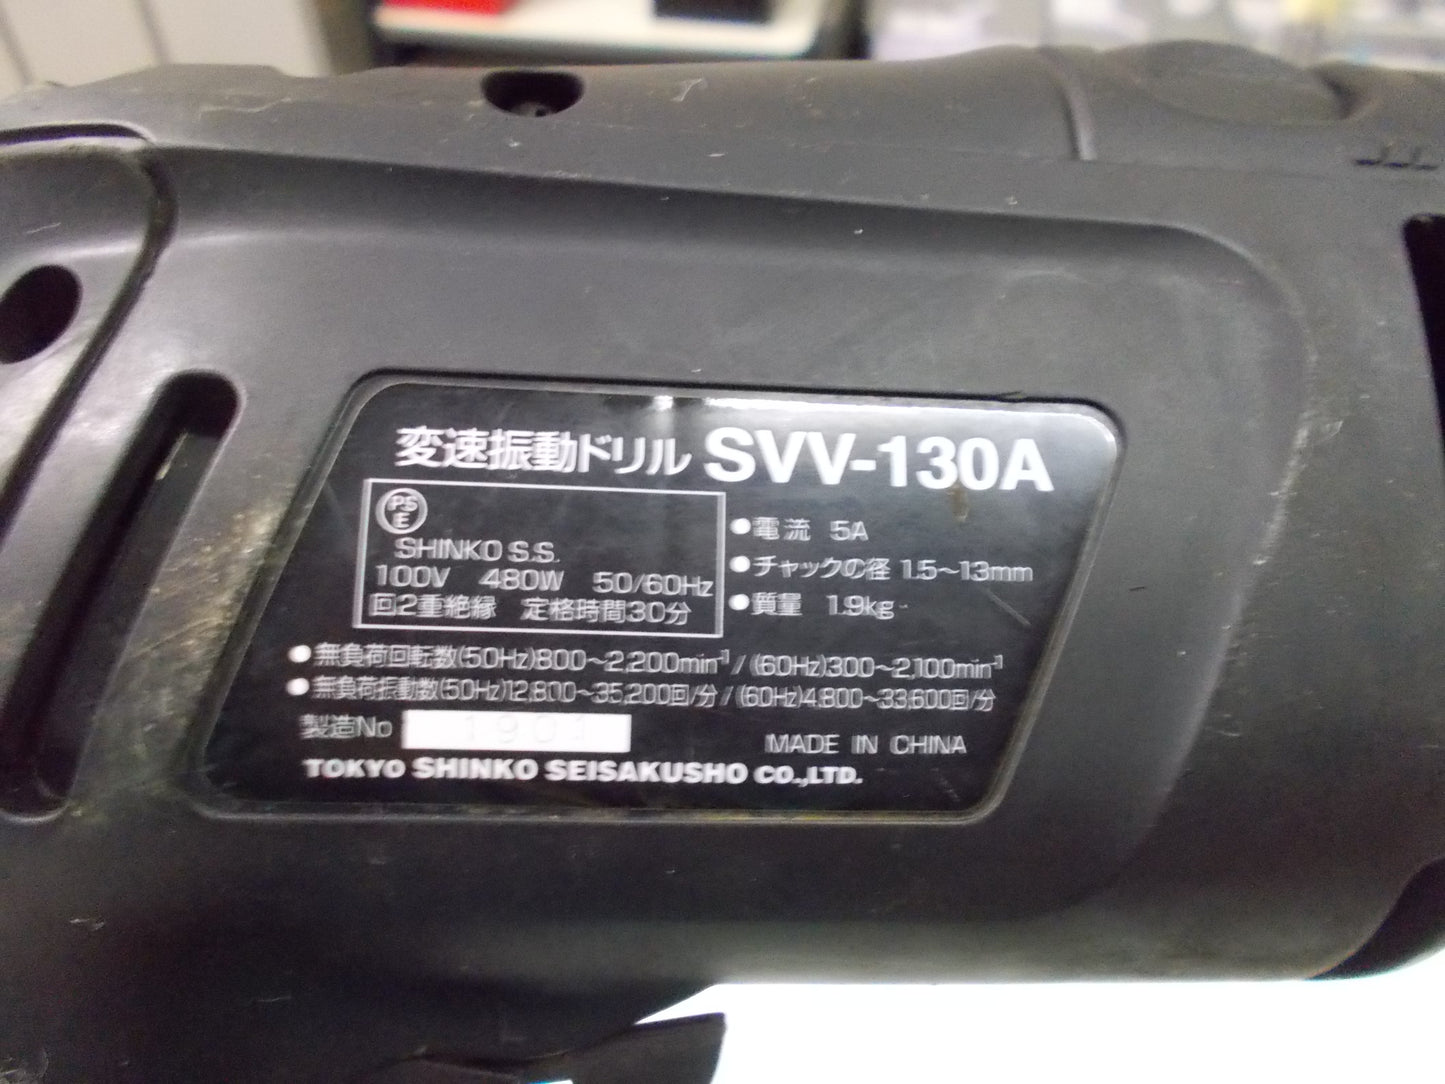 変速振動ドリル SVV-130A
PS
E
SHINKO S.S.
100V 480W 50/60Hz
回2重絶縁 定格時間30分
●電流 5A
●チャックの径 1.5~13mm
●質量 1.9kg
●無負荷回転数(50Hz)800~2,200min⁻¹/(60Hz)300~2,100min⁻¹
●無負荷振動数(50Hz)12,800~35,200回/分/(60Hz)4,800~33,600回/分
製造No 1901
MADE IN CHINA
TOKYO SHINKO SEISAKUSHO CO.,LTD.